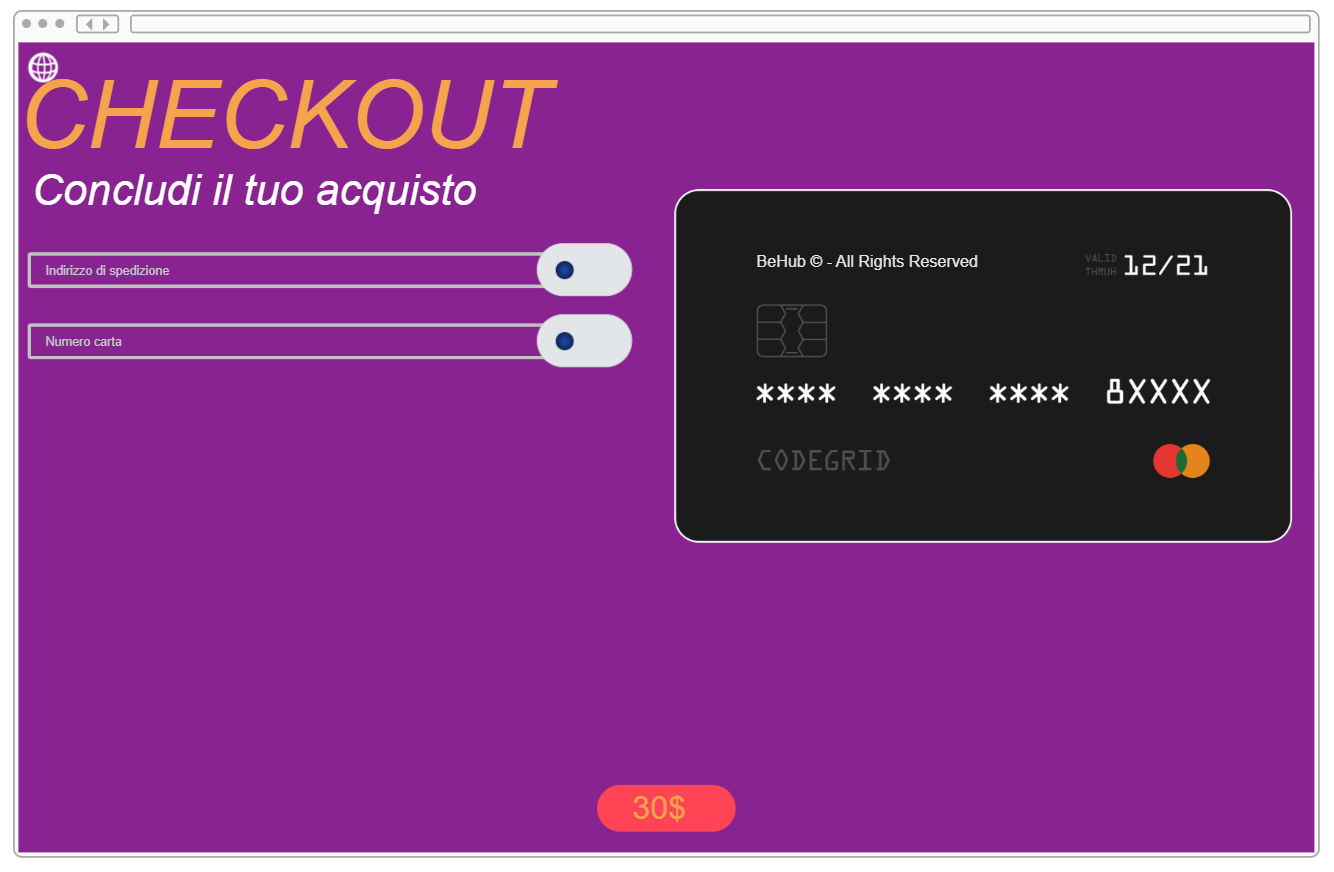 CHECKOUT
Concludi il tuo acquisto
Indirizzo di spedizione
Numero carta
BeHub © - All Rights Reserved
VALID
THRUH
12/21
**** **** **** 8XXXX
CODEGRID
30$